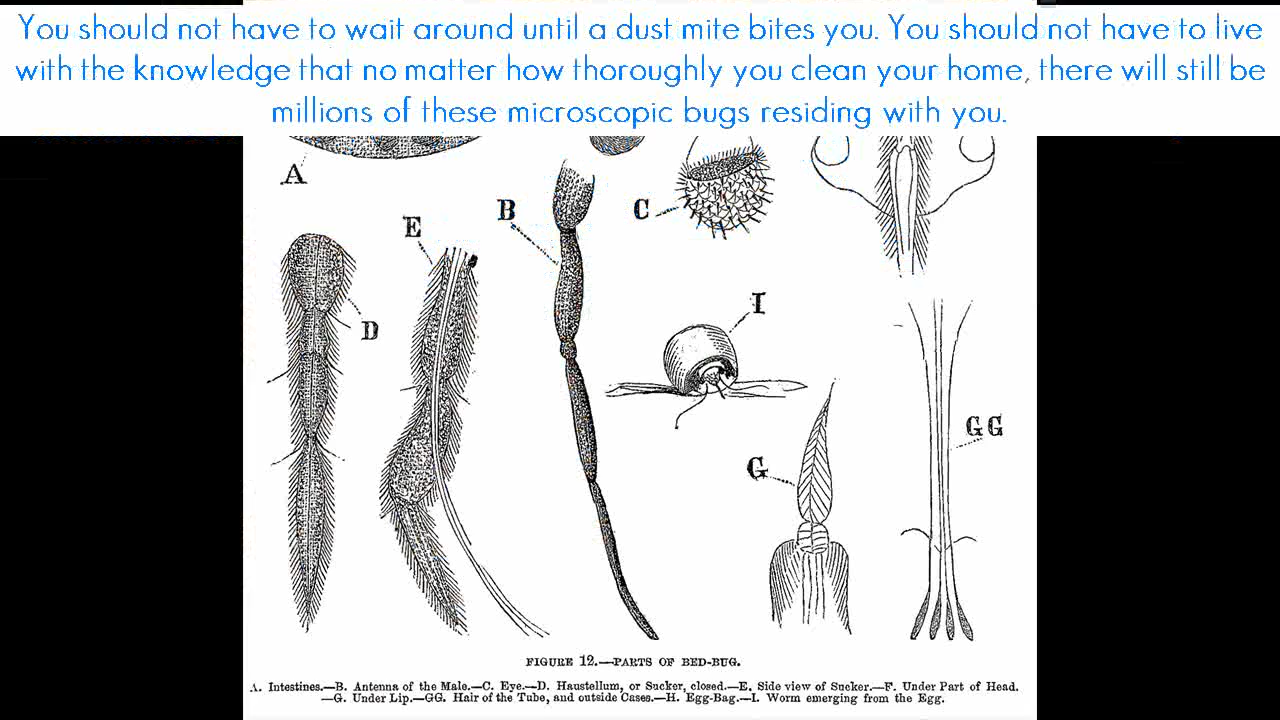 You should not have to wait around until a dust mite bites you. You should not have to live
with the knowledge that no matter how thoroughly you clean your home, there will still be
millions of these microscopic bugs residing with you.
A
B
C
E
D
I
G
GG
FIGURE 12.—PARTS OF BED-BUG.
A. Intestines.—B. Antenna of the Male.—C. Eye.—D. Haustellum, or Sucker, closed.—E. Side view of Sucker.—F. Under Part of Head.
—G. Under Lip.—GG. Hair of the Tube, and outside Cases.—H. Egg-Bag.—I. Worm emerging from the Egg.